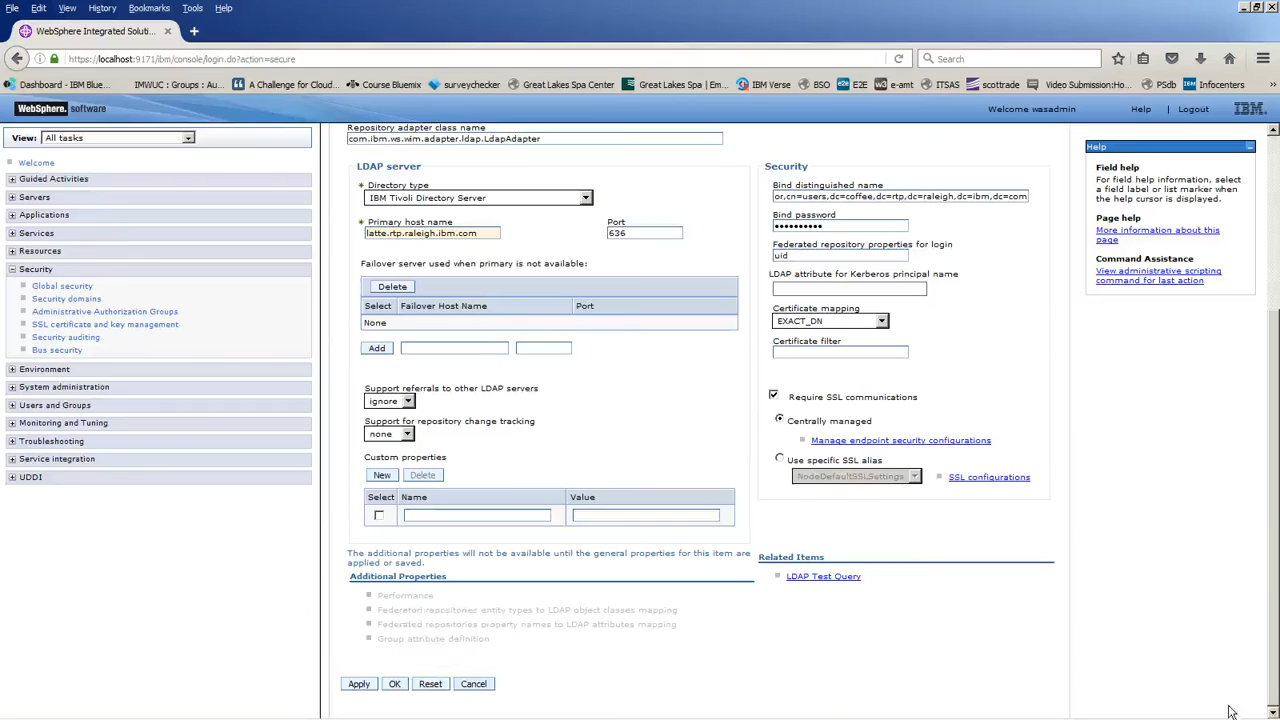 File Edit View History Bookmarks Tools Help
WebSphere Integrated Soluti...
https://localhost:9171/ibm/console/login.do?action=secure
Search
Dashboard - IBM Blue... IMWUC : Groups : Au... A Challenge for Cloud... Course Bluemix surveychecker Great Lakes Spa Center Great Lakes Spa | Em... IBM Verse BSO E2E e-amt ITSAS scottrade Video Submission:Ho... PSdb Infocenters
WebSphere. software Welcome wasadmin Help Logout IBM
View: All tasks
Welcome
Guided Activities
Servers
Applications
Services
Resources
Security
Global security
Security domains
Administrative Authorization Groups
SSL certificate and key management
Security auditing
Bus security
Environment
System administration
Users and Groups
Monitoring and Tuning
Troubleshooting
Service integration
UDDI
Repository adapter class name
com.ibm.ws.wim.adapter.ldap.LdapAdapter
LDAP server
* Directory type
IBM Tivoli Directory Server
* Primary host name Port
latte.rtp.raleigh.ibm.com 636
Failover server used when primary is not available:
Delete
Select Failover Host Name Port
None
Add
Support referrals to other LDAP servers
ignore
Support for repository change tracking
none
Custom properties
New Delete
Select Name Value
The additional properties will not be available until the general properties for this item are
applied or saved.
Additional Properties
Performance
Federated repositories entity types to LDAP object classes mapping
Federated repositories property names to LDAP attributes mapping
Group attribute definition
Apply OK Reset Cancel
Security
Bind distinguished name
or,cn=users,dc=coffee,dc=rtp,dc=raleigh,dc=ibm,dc=com
Bind password
••••••••••
Federated repository properties for login
uid
LDAP attribute for Kerberos principal name
Certificate mapping
EXACT_DN
Certificate filter
Require SSL communications
Centrally managed
Manage endpoint security configurations
Use specific SSL alias
NodeDefaultSSLSettings SSL configurations
Related Items
LDAP Test Query
Help
Field help
For field help information, select
a field label or list marker when
the help cursor is displayed.
Page help
More information about this
page
Command Assistance
View administrative scripting
command for last action